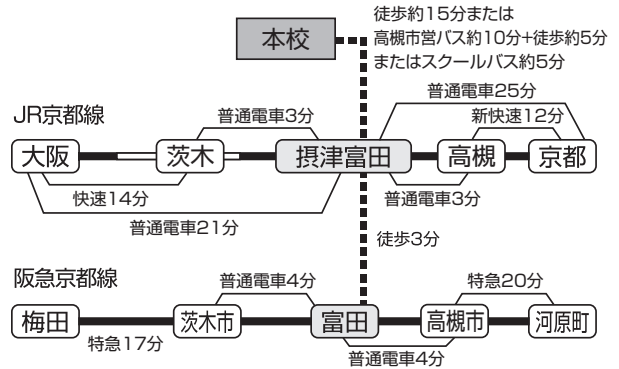 本校
徒歩約15分または
高槻市営バス約10分+徒歩約5分
またはスクールバス約5分
普通電車25分
JR京都線
普通電車3分
新快速12分
大阪
茨木
摂津富田
高槻
京都
快速14分
普通電車3分
普通電車21分
徒歩3分
阪急京都線
普通電車4分
特急20分
梅田
茨木市
富田
高槻市
河原町
特急17分
普通電車4分